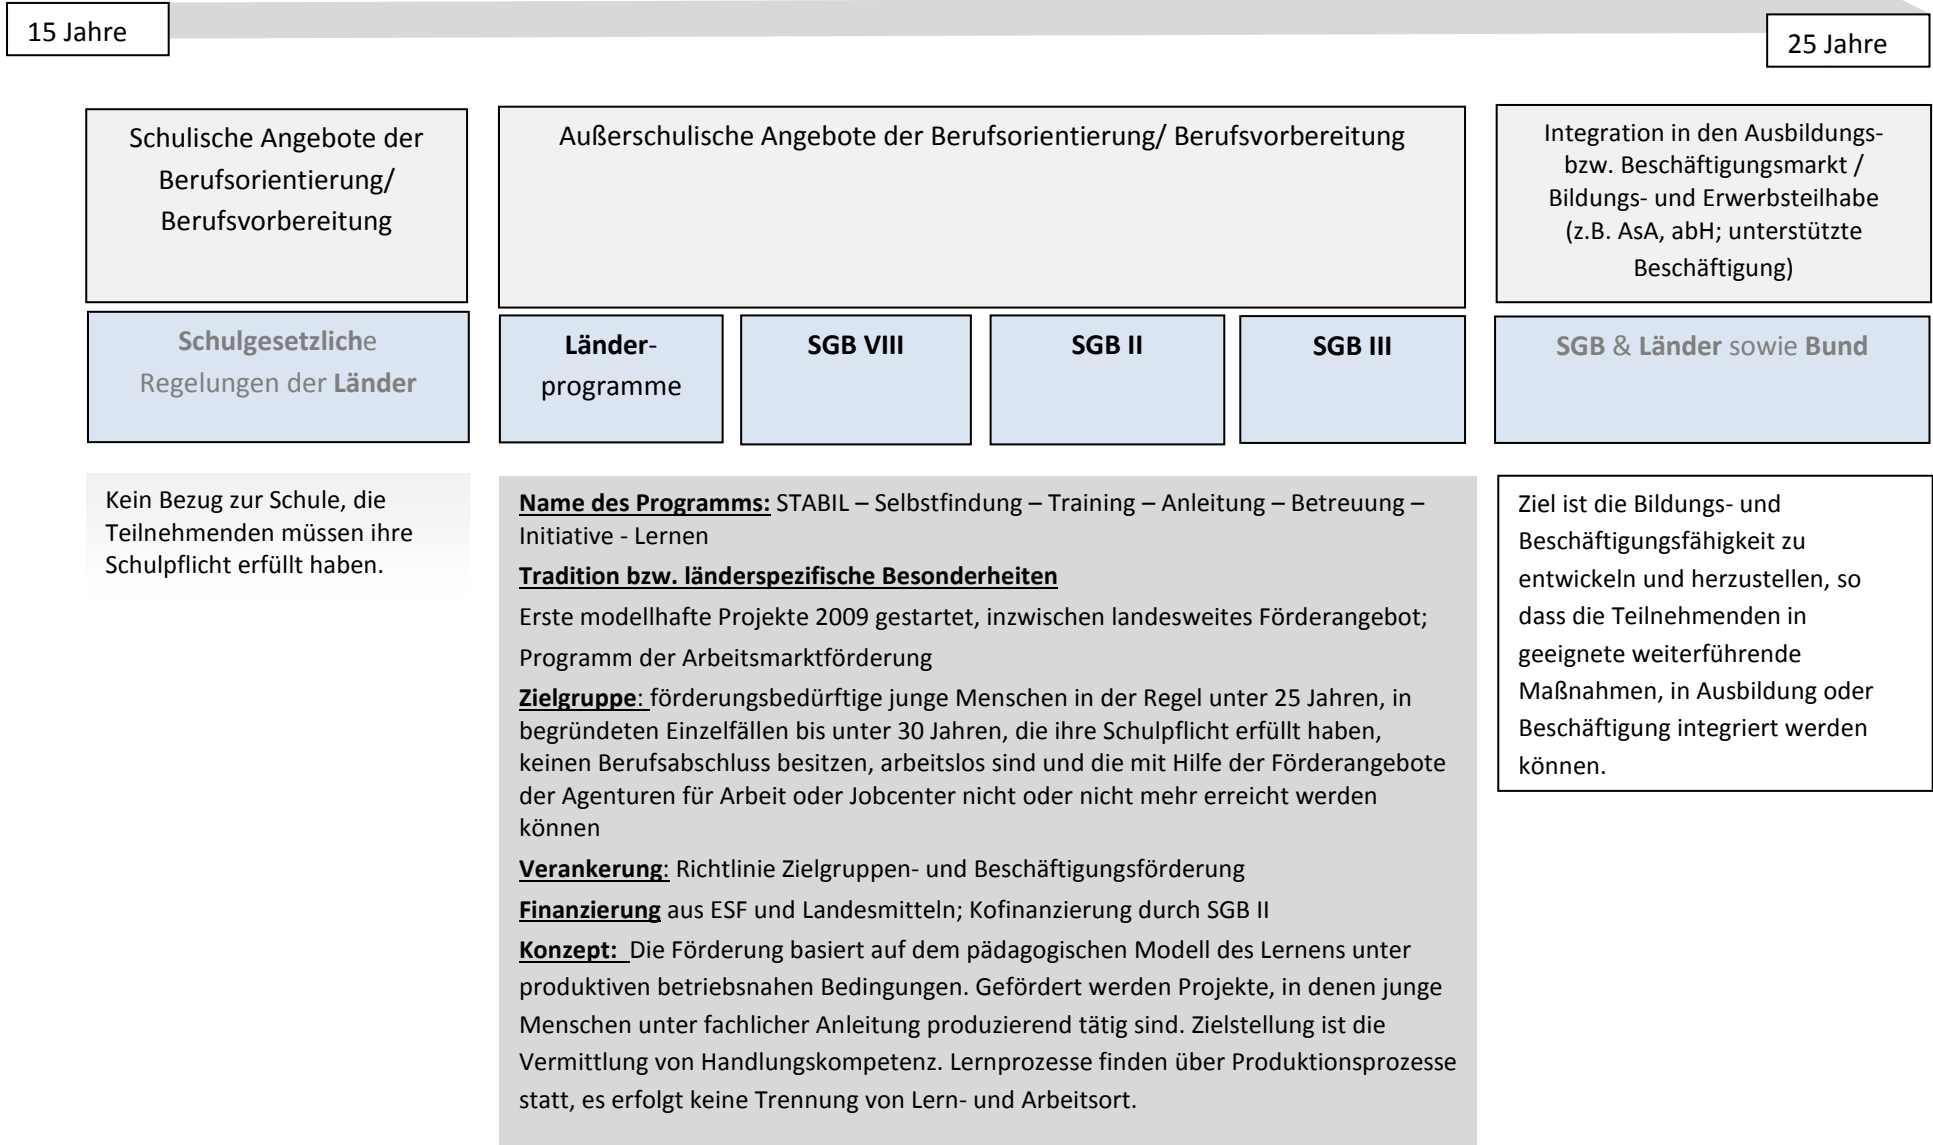 15 Jahre
25 Jahre
Schulische Angebote der
Berufsorientierung/
Berufsvorbereitung
Außerschulische Angebote der Berufsorientierung/ Berufsvorbereitung
Integration in den Ausbildungs-
bzw. Beschäftigungsmarkt /
Bildungs- und Erwerbsteilhabe
(z.B. AsA, abH; unterstützte
Beschäftigung)
Schulgesetzliche
Regelungen der Länder
Länder-
programme
SGB VIII
SGB II
SGB III
SGB & Länder sowie Bund
Kein Bezug zur Schule, die
Teilnehmenden müssen ihre
Schulpflicht erfüllt haben.
Name des Programms: STABIL – Selbstfindung – Training – Anleitung – Betreuung –
Initiative - Lernen
Tradition bzw. länderspezifische Besonderheiten
Erste modellhafte Projekte 2009 gestartet, inzwischen landesweites Förderangebot;
Programm der Arbeitsmarktförderung
Zielgruppe: förderungsbedürftige junge Menschen in der Regel unter 25 Jahren, in
begründeten Einzelfällen bis unter 30 Jahren, die ihre Schulpflicht erfüllt haben,
keinen Berufsabschluss besitzen, arbeitslos sind und die mit Hilfe der Förderangebote
der Agenturen für Arbeit oder Jobcenter nicht oder nicht mehr erreicht werden
können
Verankerung: Richtlinie Zielgruppen- und Beschäftigungsförderung
Finanzierung aus ESF und Landesmitteln; Kofinanzierung durch SGB II
Konzept: Die Förderung basiert auf dem pädagogischen Modell des Lernens unter
produktiven betriebsnahen Bedingungen. Gefördert werden Projekte, in denen junge
Menschen unter fachlicher Anleitung produzierend tätig sind. Zielstellung ist die
Vermittlung von Handlungskompetenz. Lernprozesse finden über Produktionsprozesse
statt, es erfolgt keine Trennung von Lern- und Arbeitsort.
Ziel ist die Bildungs- und
Beschäftigungsfähigkeit zu
entwickeln und herzustellen, so
dass die Teilnehmenden in
geeignete weiterführende
Maßnahmen, in Ausbildung oder
Beschäftigung integriert werden
können.